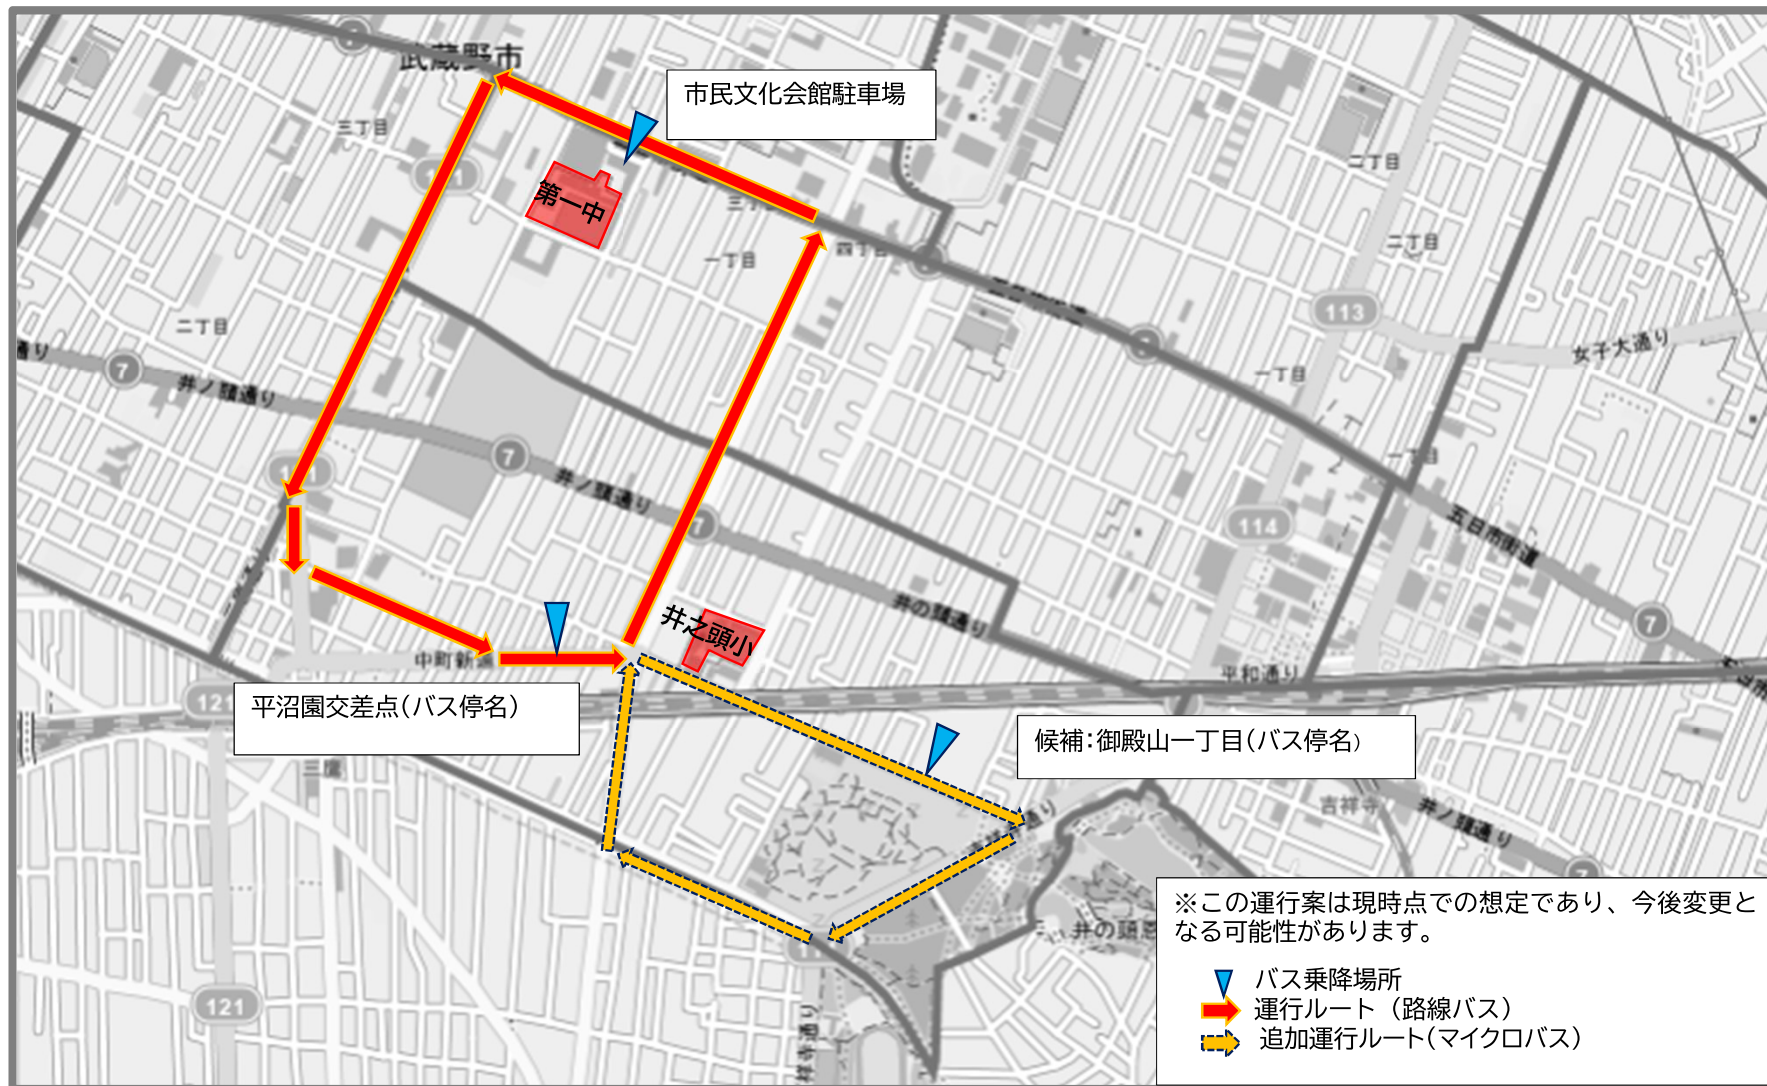 武蔵野市
市民文化会館駐車場
三丁目
第一中
二丁目
三丁目
一丁目
四丁目
二丁目
113
女子大通り
二丁目
通り
7
井ノ頭通り
一丁目
7
井ノ頭通り
7
一丁目
114
五日市街道
井之頭小
井の頭通り
7
中町新道
平和通り
平沼園交差点(バス停名)
121
候補:御殿山一丁目(バス停名)
三鷹
吉祥寺
井ノ頭通り
7
※この運行案は現時点での想定であり、今後変更と
なる可能性があります。
バス乗降場所
運行ルート（路線バス）
追加運行ルート(マイクロバス)
121